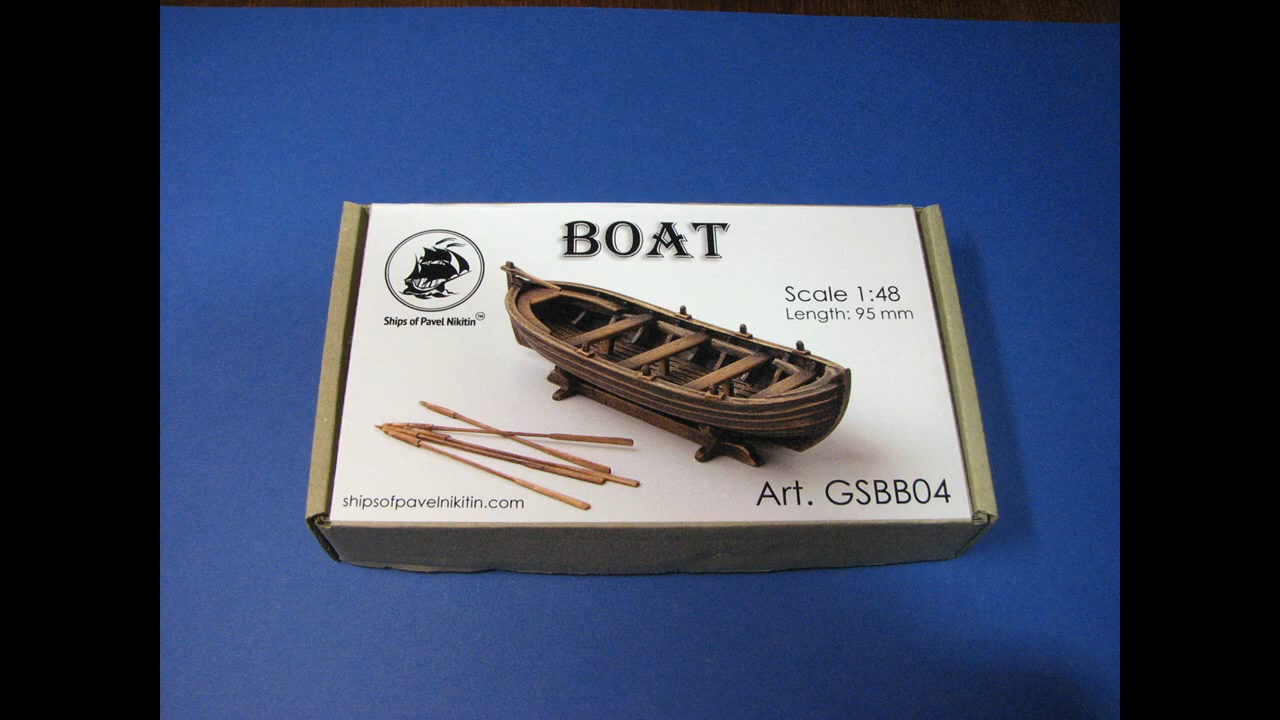 BOAT
Ships of Pavel Nikitin™
Scale 1:48
Length: 95 mm
shipsofpavelnikitin.com
Art. GSBB04